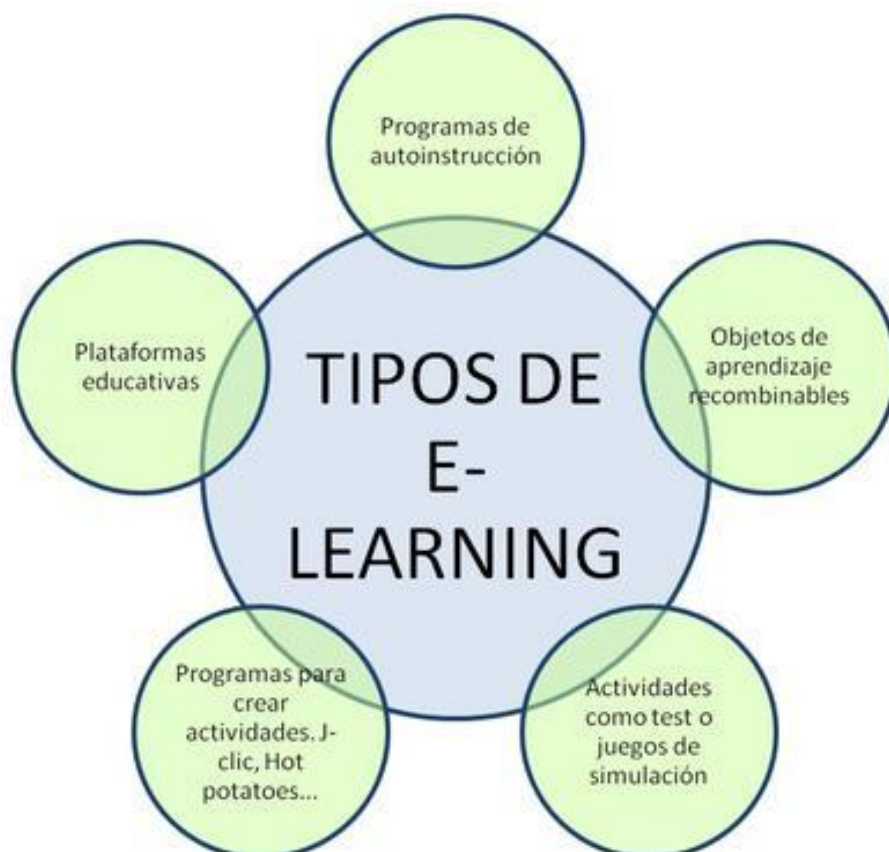 Programas de
autoinstrucción
Objetos de
aprendizaje
recombinables
Actividades
como test o
juegos de
simulación
Programas para
crear
actividades. J-
clic, Hot
potatoes...
Plataformas
educativas
TIPOS DE
E-
LEARNING